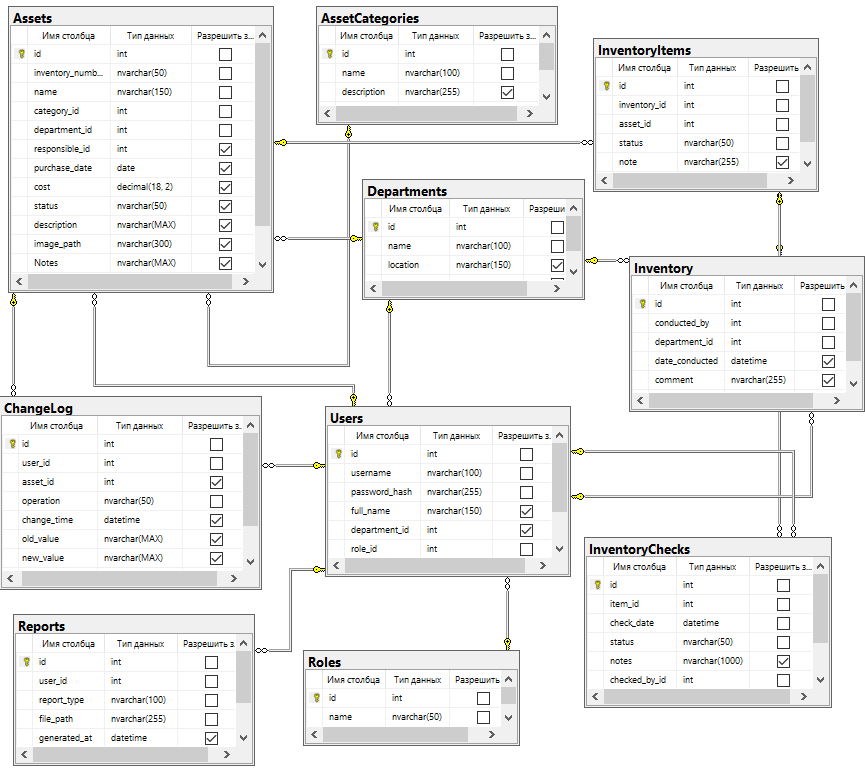 Assets
Имя столбца Тип данных Разрешить з...
id int
inventory_numb... nvarchar(50)
name nvarchar(150)
category_id int
department_id int
responsible_id int
purchase_date date
cost decimal(18, 2)
status nvarchar(50)
description nvarchar(MAX)
image_path nvarchar(300)
Notes nvarchar(MAX)
AssetCategories
Имя столбца Тип данных Разрешить з...
id int
name nvarchar(100)
description nvarchar(255)
InventoryItems
Имя столбца Тип данных Разрешить
id int
inventory_id int
asset_id int
status nvarchar(50)
note nvarchar(255)
Departments
Имя столбца Тип данных Разреши
id int
name nvarchar(100)
location nvarchar(150)
Inventory
Имя столбца Тип данных Разрешить
id int
conducted_by int
department_id int
date_conducted datetime
comment nvarchar(255)
ChangeLog
Имя столбца Тип данных Разрешить з..
id int
user_id int
asset_id int
operation nvarchar(50)
change_time datetime
old_value nvarchar(MAX)
new_value nvarchar(MAX)
Users
Имя столбца Тип данных Разрешить з.
id int
username nvarchar(100)
password_hash nvarchar(255)
full_name nvarchar(150)
department_id int
role_id int
InventoryChecks
Имя столбца Тип данных Разрешить з...
id int
item_id int
check_date datetime
status nvarchar(50)
notes nvarchar(1000)
checked_by_id int
Reports
Имя столбца Тип данных Разрешить з.
id int
user_id int
report_type nvarchar(100)
file_path nvarchar(255)
generated_at datetime
Roles
Имя столбца Тип данных Разрешить
id int
name nvarchar(50)